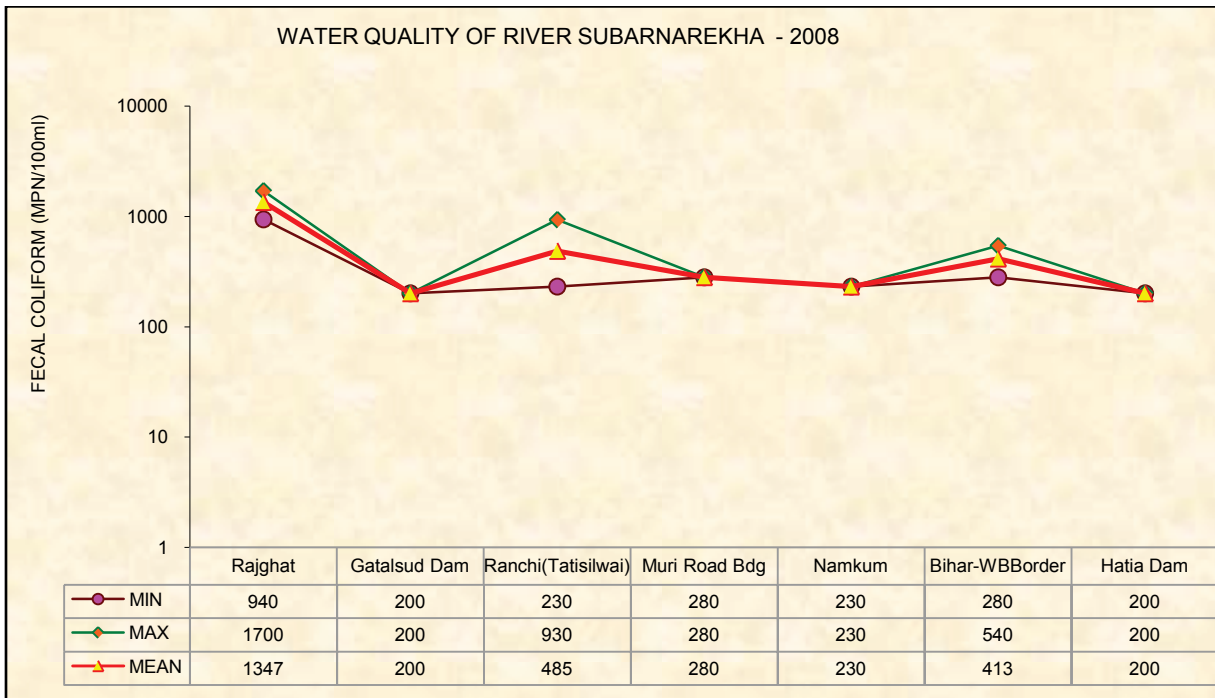 WATER QUALITY OF RIVER SUBARNAREKHA - 2008
FECAL COLIFORM (MPN/100ml)
10000
1000
100
10
1
Rajghat Gatalsud Dam Ranchi(Tatisilwai) Muri Road Bdg Namkum Bihar-WBBorder Hatia Dam
MIN 940 200 230 280 230 280 200
MAX 1700 200 930 280 230 540 200
MEAN 1347 200 485 280 230 413 200